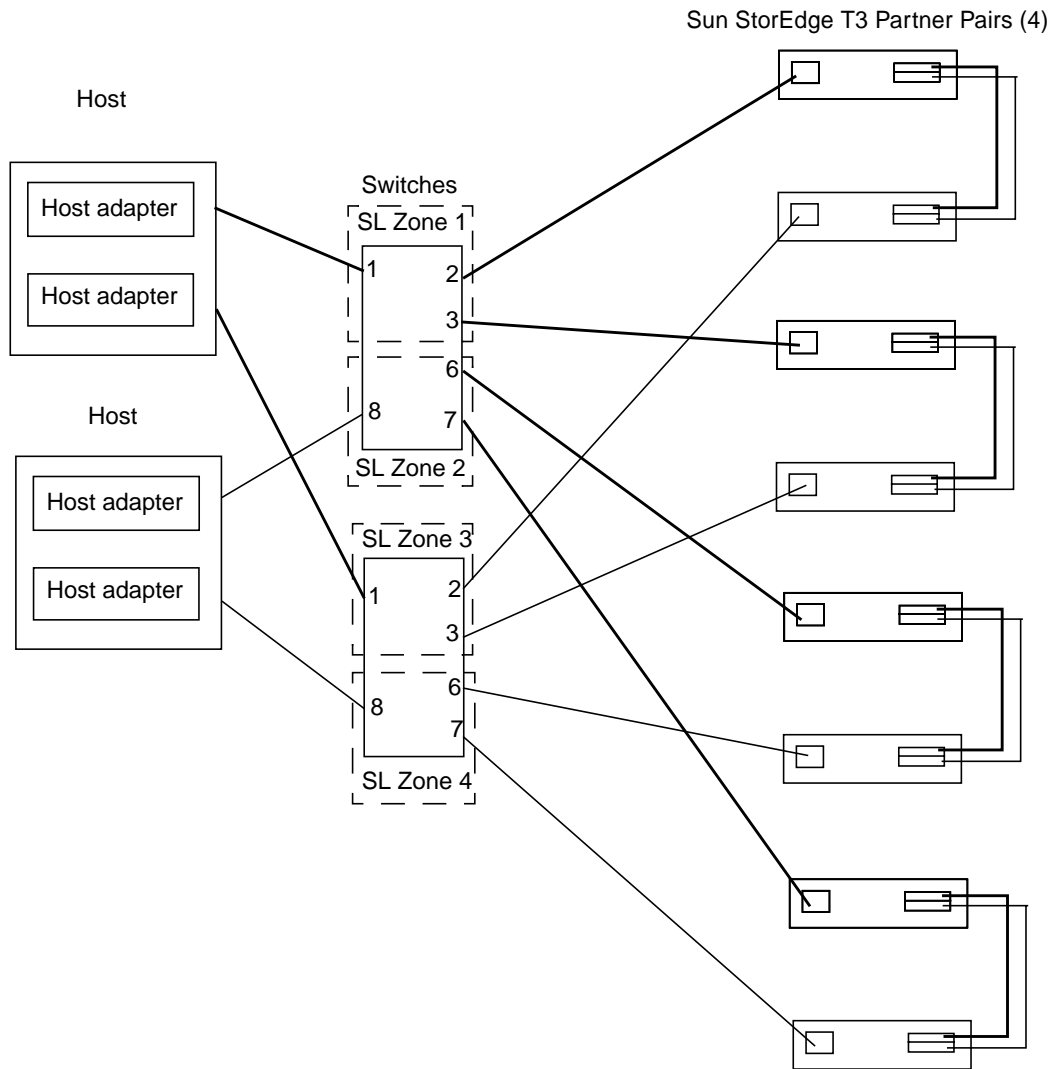 Sun StorEdge T3 Partner Pairs (4)
Host
Host adapter
Host adapter
Switches
SL Zone 1
1
2
3
6
8
7
SL Zone 2
Host
Host adapter
Host adapter
SL Zone 3
1
2
3
6
8
7
SL Zone 4